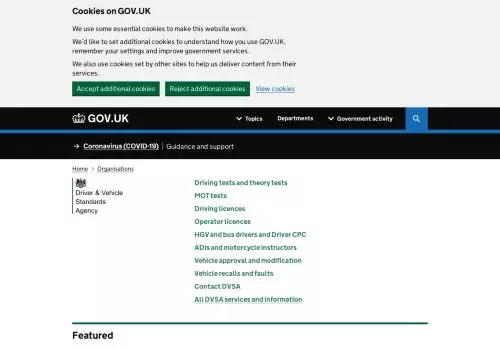 Cookies on GOV.UK
We use some essential cookies to make this website work.
We'd like to set additional cookies to understand how you use GOV.UK,
remember your settings and improve government services.
We also use cookies set by other sites to help us deliver content from their
services.
Accept additional cookies Reject additional cookies View cookies
GOV.UK Topics Departments Government activity
→ Coronavirus (COVID-19) | Guidance and support
Home > Organisations
Driver & Vehicle
Standards
Agency
Driving tests and theory tests
MOT tests
Driving licences
Operator licences
HGV and bus drivers and Driver CPC
ADIs and motorcycle instructors
Vehicle approval and modification
Vehicle recalls and faults
Contact DVSA
All DVSA services and information
Featured